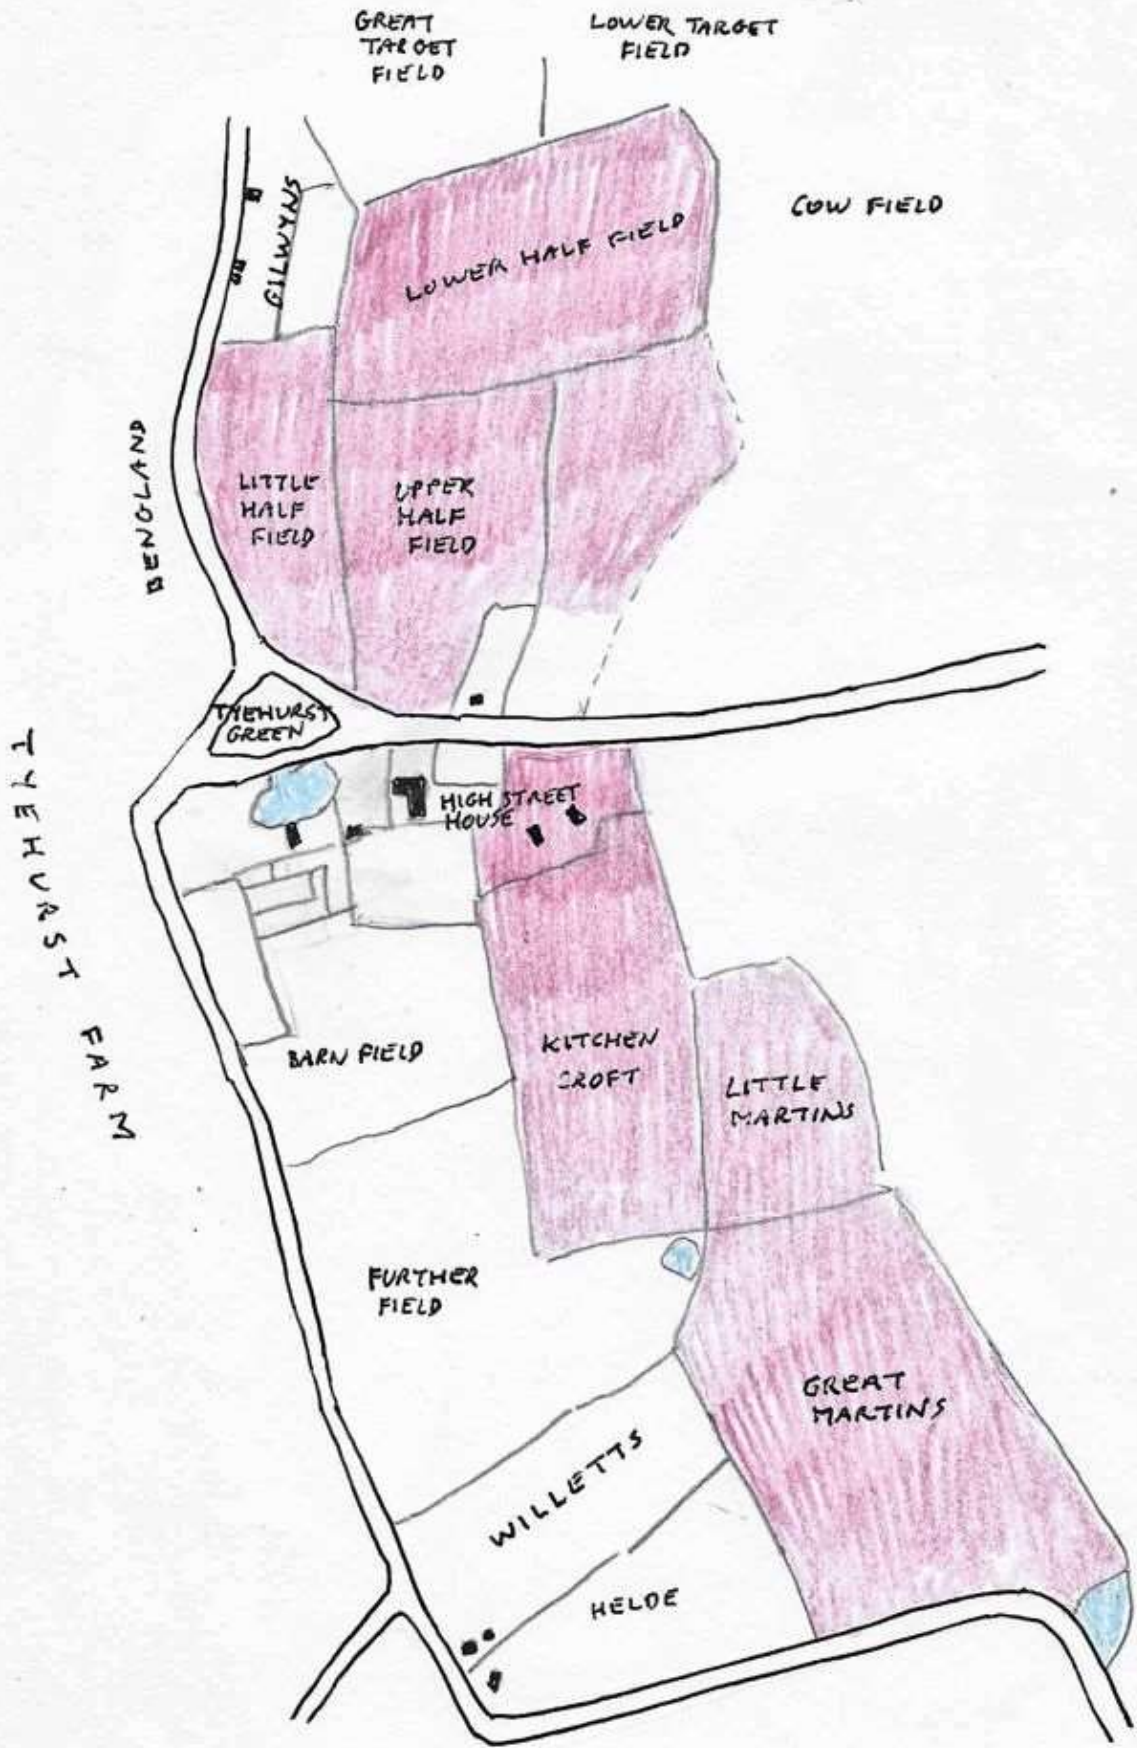 GREAT
TARGET
FIELD
LOWER TARGET
FIELD
COW FIELD
GILWYNS
LOWER HALF FIELD
BENGLAND
LITTLE
HALF
FIELD
UPPER
HALF
FIELD
TYEHURST
GREEN
TYEHURST FARM
HIGH STREET
HOUSE
BARN FIELD
KITCHEN
CROFT
LITTLE
MARTINS
FURTHER
FIELD
GREAT
MARTINS
WILLETTS
HELDE